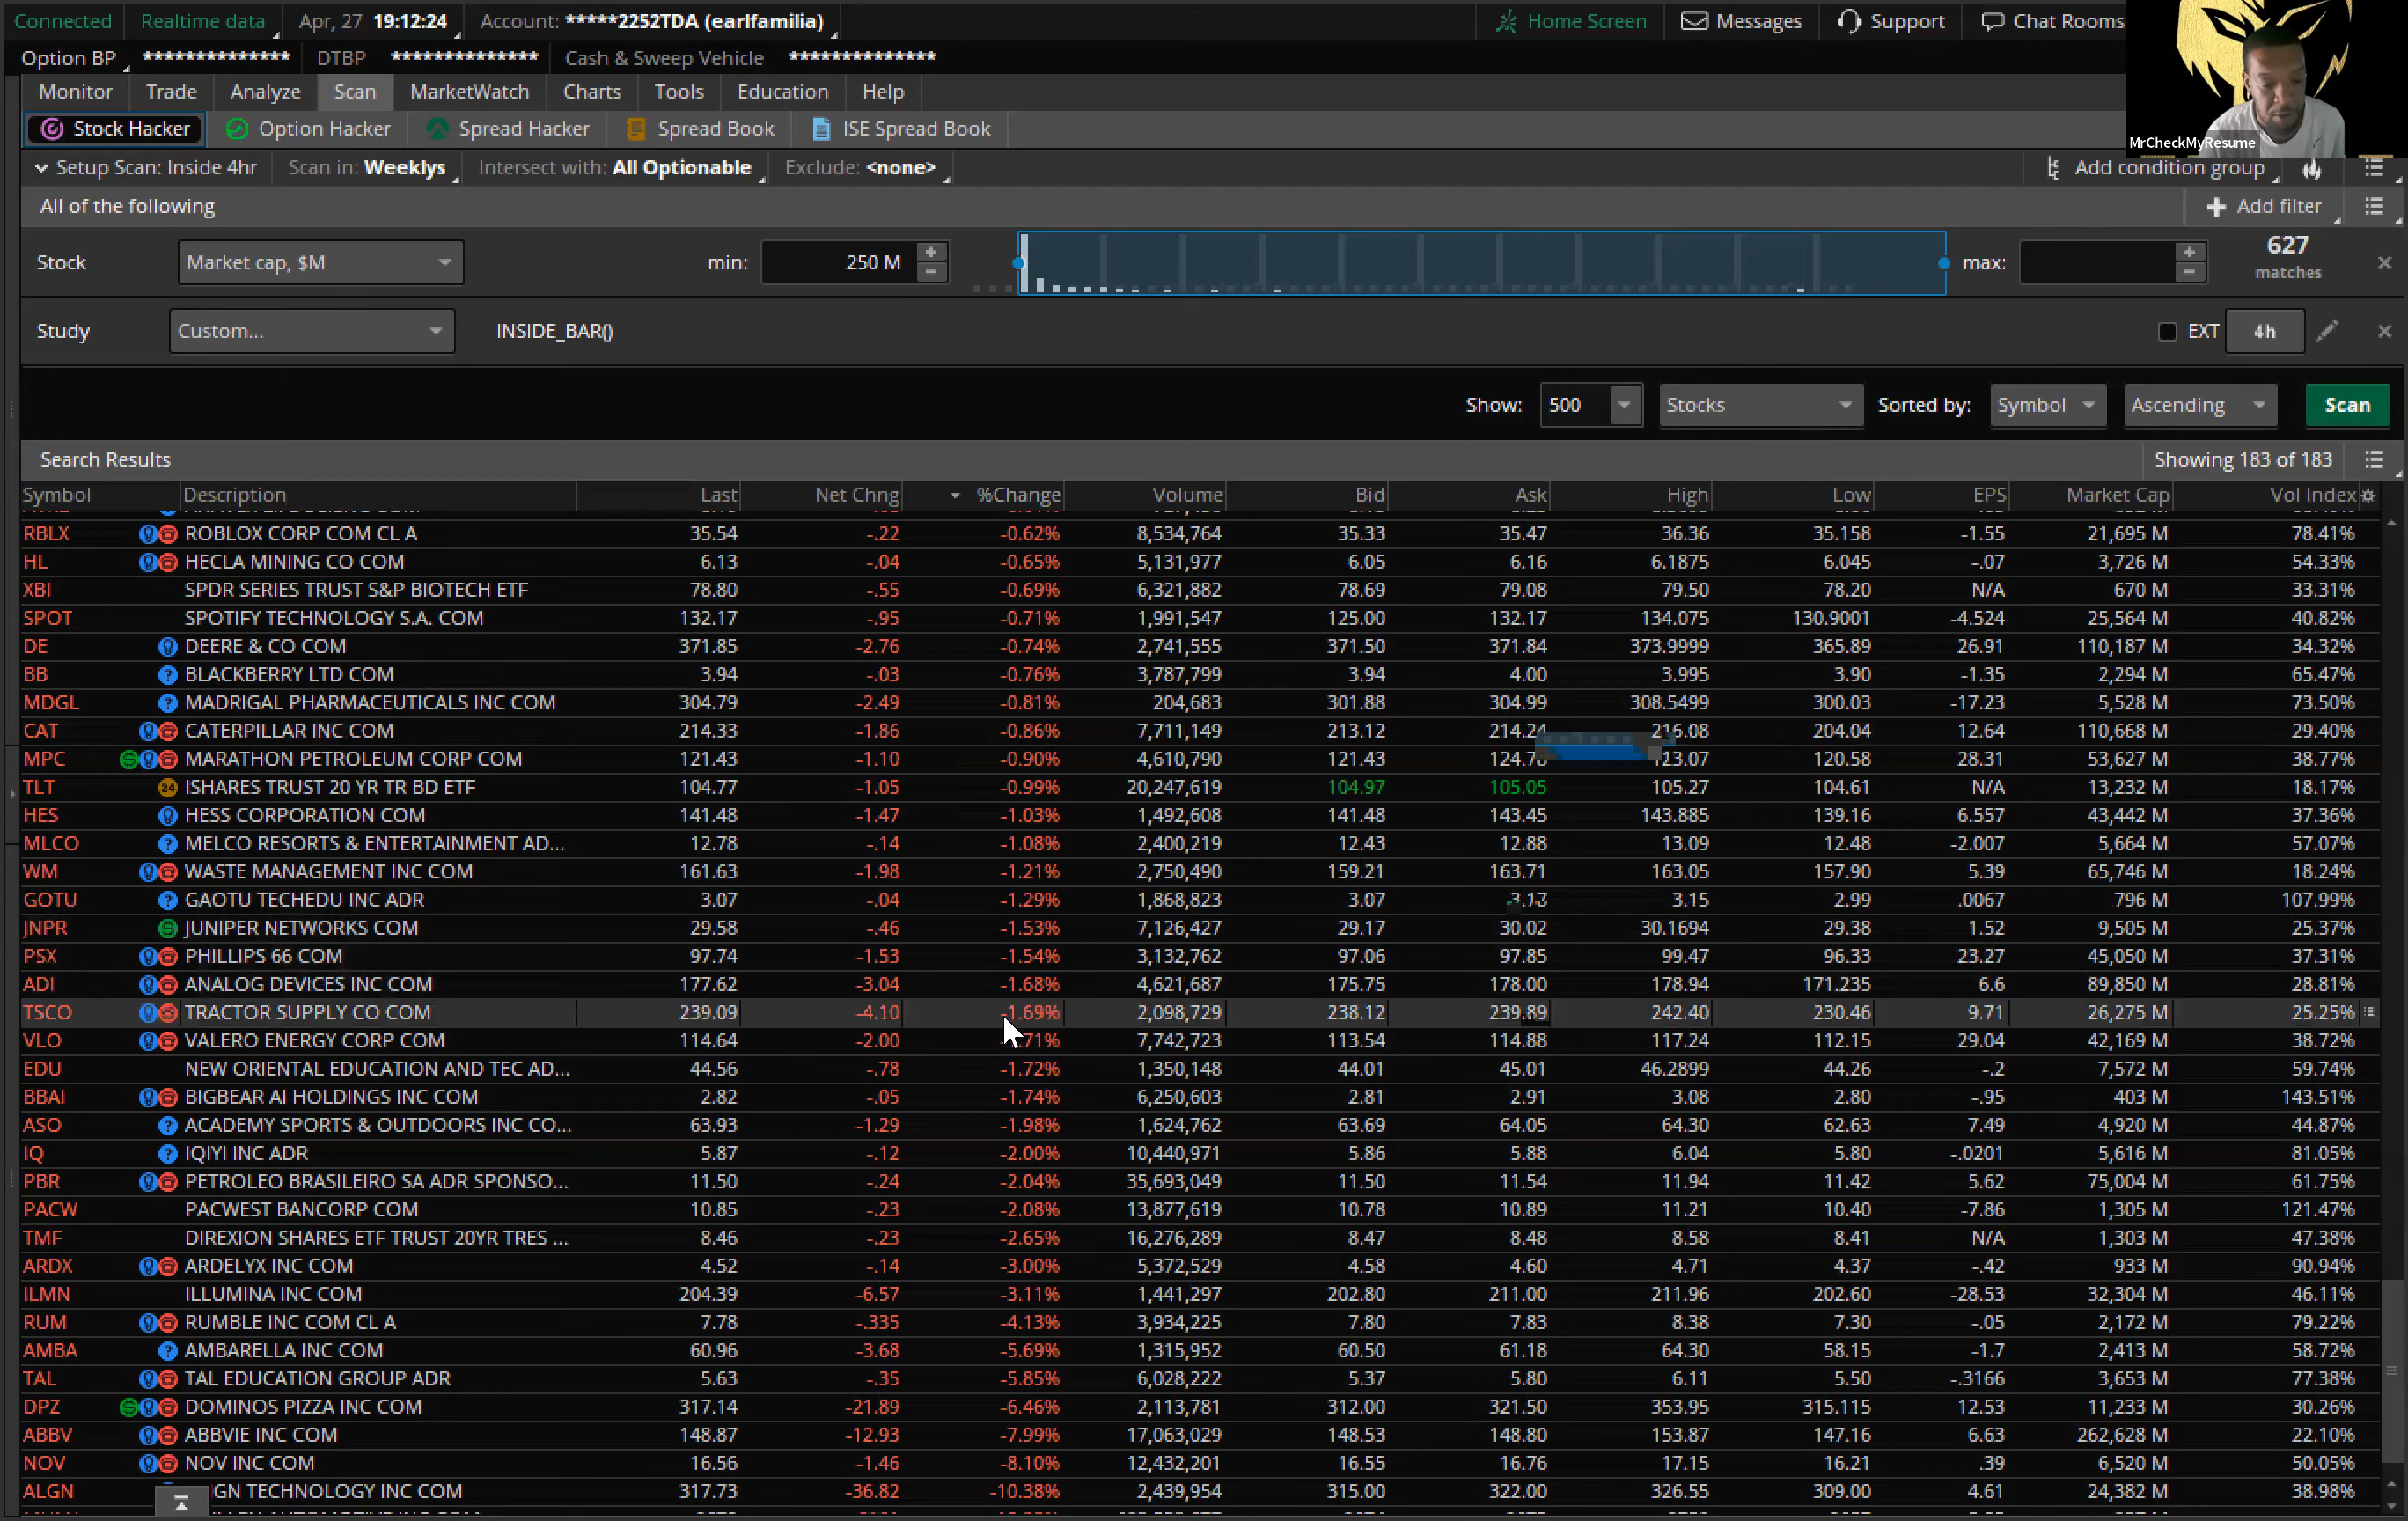 Connected Realtime data Apr, 27 19:12:24 Account: *****2252TDA (earlfamilia) Home Screen Messages Support Chat Rooms
Option BP ************** DTBP ************** Cash & Sweep Vehicle **************
Monitor Trade Analyze Scan MarketWatch Charts Tools Education Help
Stock Hacker Option Hacker Spread Hacker Spread Book ISE Spread Book
MrCheckMyResume
Setup Scan: Inside 4hr Scan in: Weeklys Intersect with: All Optionable Exclude: <none> Add condition group
All of the following Add filter
Stock Market cap, $M min: 250 M max: 627 matches
Study Custom... INSIDE_BAR() EXT 4h
Show: 500 Stocks Sorted by: Symbol Ascending Scan
Search Results Showing 183 of 183
Symbol Description Last Net Chng %Change Volume Bid Ask High Low EPS Market Cap Vol Index
RBLX ROBLOX CORP COM CL A 35.54 -.22 -0.62% 8,534,764 35.33 35.47 36.36 35.158 -1.55 21,695 M 78.41%
HL HECLA MINING CO COM 6.13 -.04 -0.65% 5,131,977 6.05 6.16 6.1875 6.045 -.07 3,726 M 54.33%
XBI SPDR SERIES TRUST S&P BIOTECH ETF 78.80 -.55 -0.69% 6,321,882 78.69 79.08 79.50 78.20 N/A 670 M 33.31%
SPOT SPOTIFY TECHNOLOGY S.A. COM 132.17 -.95 -0.71% 1,991,547 125.00 132.17 134.075 130.9001 -4.524 25,564 M 40.82%
DE DEERE & CO COM 371.85 -2.76 -0.74% 2,741,555 371.50 371.84 373.9999 365.89 26.91 110,187 M 34.32%
BB BLACKBERRY LTD COM 3.94 -.03 -0.76% 3,787,799 3.94 4.00 3.995 3.90 -1.35 2,294 M 65.47%
MDGL MADRIGAL PHARMACEUTICALS INC COM 304.79 -2.49 -0.81% 204,683 301.88 304.99 308.5499 300.03 -17.23 5,528 M 73.50%
CAT CATERPILLAR INC COM 214.33 -1.86 -0.86% 7,711,149 213.12 214.24 216.08 204.04 12.64 110,668 M 29.40%
MPC MARATHON PETROLEUM CORP COM 121.43 -1.10 -0.90% 4,610,790 121.43 123.07 120.58 28.31 53,627 M 38.77%
TLT 24 ISHARES TRUST 20 YR TR BD ETF 104.77 -1.05 -0.99% 20,247,619 104.97 105.05 105.27 104.61 N/A 13,232 M 18.17%
HES HESS CORPORATION COM 141.48 -1.47 -1.03% 1,492,608 141.48 143.45 143.885 139.16 6.557 43,442 M 37.36%
MLCO MELCO RESORTS & ENTERTAINMENT AD... 12.78 -.14 -1.08% 2,400,219 12.43 12.88 13.09 12.48 -2.007 5,664 M 57.07%
WM WASTE MANAGEMENT INC COM 161.63 -1.98 -1.21% 2,750,490 159.21 163.71 163.05 157.90 5.39 65,746 M 18.24%
GOTU GAOTU TECHEDU INC ADR 3.07 -.04 -1.29% 1,868,823 3.07 3.15 2.99 .0067 796 M 107.99%
JNPR JUNIPER NETWORKS COM 29.58 -.46 -1.53% 7,126,427 29.17 30.02 30.1694 29.38 1.52 9,505 M 25.37%
PSX PHILLIPS 66 COM 97.74 -1.53 -1.54% 3,132,762 97.06 97.85 99.47 96.33 23.27 45,050 M 37.31%
ADI ANALOG DEVICES INC COM 177.62 -3.04 -1.68% 4,621,687 175.75 178.00 178.94 171.235 6.6 89,850 M 28.81%
TSCO TRACTOR SUPPLY CO COM 239.09 -4.10 -1.69% 2,098,729 238.12 239.89 242.40 230.46 9.71 26,275 M 25.25%
VLO VALERO ENERGY CORP COM 114.64 -2.00 7,742,723 113.54 114.88 117.24 112.15 29.04 42,169 M 38.72%
EDU NEW ORIENTAL EDUCATION AND TEC AD... 44.56 -.78 -1.72% 1,350,148 44.01 45.01 46.2899 44.26 -.2 7,572 M 59.74%
BBAI BIGBEAR AI HOLDINGS INC COM 2.82 -.05 -1.74% 6,250,603 2.81 2.91 3.08 2.80 -.95 403 M 143.51%
ASO ACADEMY SPORTS & OUTDOORS INC CO... 63.93 -1.29 -1.98% 1,624,762 63.69 64.05 64.30 62.63 7.49 4,920 M 44.87%
IQ IQIYI INC ADR 5.87 -.12 -2.00% 10,440,971 5.86 5.88 6.04 5.80 -.0201 5,616 M 81.05%
PBR PETROLEO BRASILEIRO SA ADR SPONSO... 11.50 -.24 -2.04% 35,693,049 11.50 11.54 11.94 11.42 5.62 75,004 M 61.75%
PACW PACWEST BANCORP COM 10.85 -.23 -2.08% 13,877,619 10.78 10.89 11.21 10.40 -7.86 1,305 M 121.47%
TMF DIREXION SHARES ETF TRUST 20YR TRES ... 8.46 -.23 -2.65% 16,276,289 8.47 8.48 8.58 8.41 N/A 1,303 M 47.38%
ARDX ARDELYX INC COM 4.52 -.14 -3.00% 5,372,529 4.58 4.60 4.71 4.37 -.42 933 M 90.94%
ILMN ILLUMINA INC COM 204.39 -6.57 -3.11% 1,441,297 202.80 211.00 211.96 202.60 -28.53 32,304 M 46.11%
RUM RUMBLE INC COM CL A 7.78 -.335 -4.13% 3,934,225 7.80 7.83 8.38 7.30 -.05 2,172 M 79.22%
AMBA AMBARELLA INC COM 60.96 -3.68 -5.69% 1,315,952 60.50 61.18 64.30 58.15 -1.7 2,413 M 58.72%
TAL TAL EDUCATION GROUP ADR 5.63 -.35 -5.85% 6,028,222 5.37 5.80 6.11 5.50 -.3166 3,653 M 77.38%
DPZ DOMINOS PIZZA INC COM 317.14 -21.89 -6.46% 2,113,781 312.00 321.50 353.95 315.115 12.53 11,233 M 30.26%
ABBV ABBVIE INC COM 148.87 -12.93 -7.99% 17,063,029 148.53 148.80 153.87 147.16 6.63 262,628 M 22.10%
NOV NOV INC COM 16.56 -1.46 -8.10% 12,432,201 16.55 16.76 17.15 16.21 .39 6,520 M 50.05%
ALGN GN TECHNOLOGY INC COM 317.73 -36.82 -10.38% 2,439,954 315.00 322.00 326.55 309.00 4.61 24,382 M 38.98%